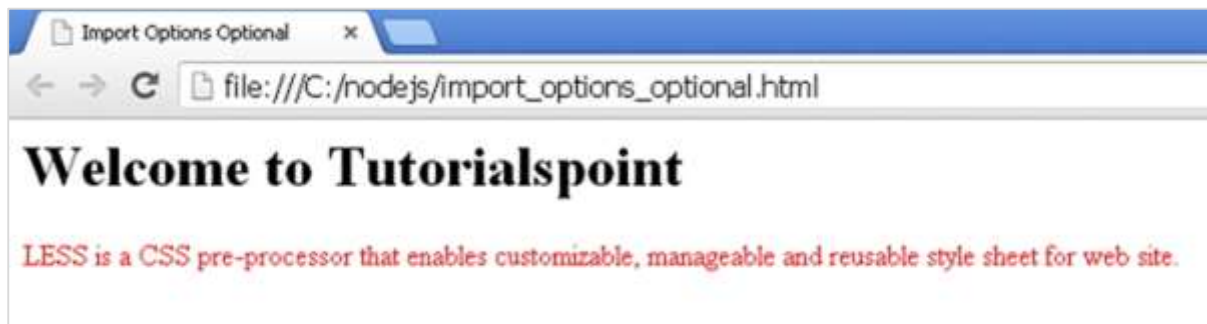 Import Options Optional
file:///C:/nodejs/import_options_optional.html
Welcome to Tutorialspoint
LESS is a CSS pre-processor that enables customizable, manageable and reusable style sheet for web site.